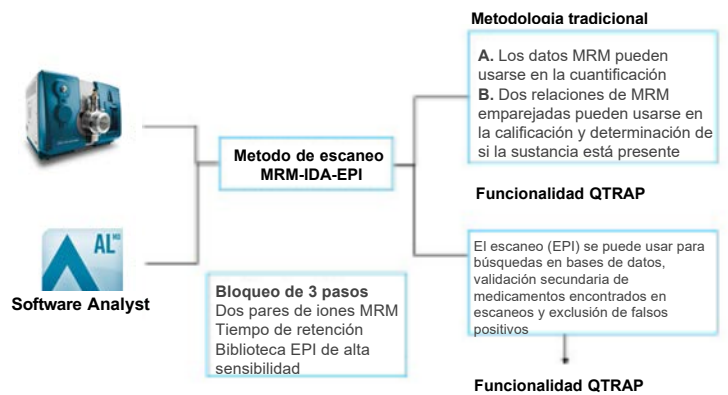 Metodologia tradicional
A. Los datos MRM pueden
usarse en la cuantificación
B. Dos relaciones de MRM
emparejadas pueden usarse en
la calificación y determinación de
si la sustancia está presente
Metodo de escaneo
MRM-IDA-EPI
Funcionalidad QTRAP
AL MD
Software Analyst
El escaneo (EPI) se puede usar para
búsquedas en bases de datos,
validación secundaria de
medicamentos encontrados en
escaneos y exclusión de falsos
positivos
Bloqueo de 3 pasos
Dos pares de iones MRM
Tiempo de retención
Biblioteca EPI de alta
sensibilidad
Funcionalidad QTRAP